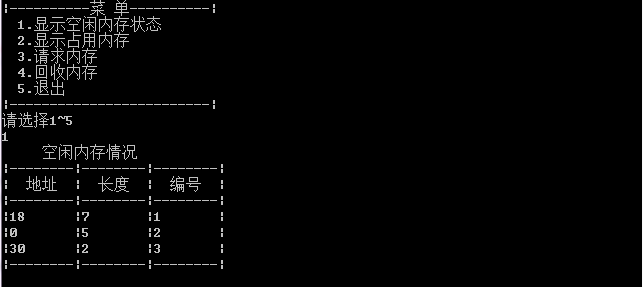 ¦----------菜 单----------¦
1.显示空闲内存状态
2.显示占用内存
3.请求内存
4.回收内存
5.退出
¦-------------------------¦
请选择1~5
1
空闲内存情况
¦--------¦--------¦--------¦
¦ 地址 ¦ 长度 ¦ 编号 ¦
¦--------¦--------¦--------¦
¦18 ¦7 ¦1 ¦
¦0 ¦5 ¦2 ¦
¦30 ¦2 ¦3 ¦
¦--------¦--------¦--------¦